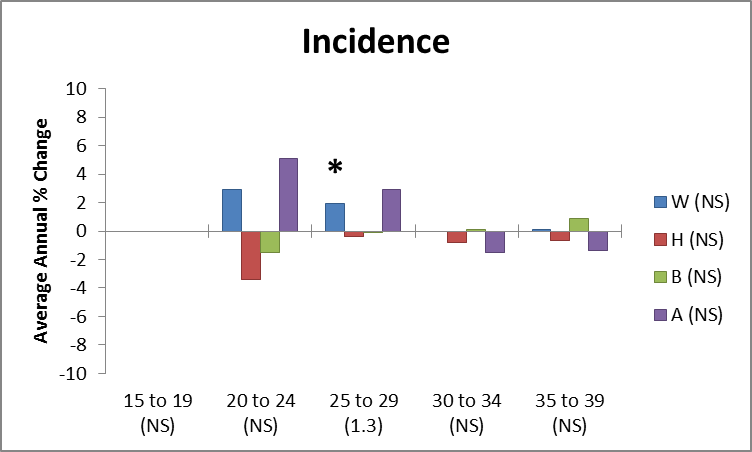 Incidence
Average Annual % Change
10
8
6
4
2
0
-2
-4
-6
-8
-10
*
15 to 19
(NS)
20 to 24
(NS)
25 to 29
(1.3)
30 to 34
(NS)
35 to 39
(NS)
W (NS)
H (NS)
B (NS)
A (NS)